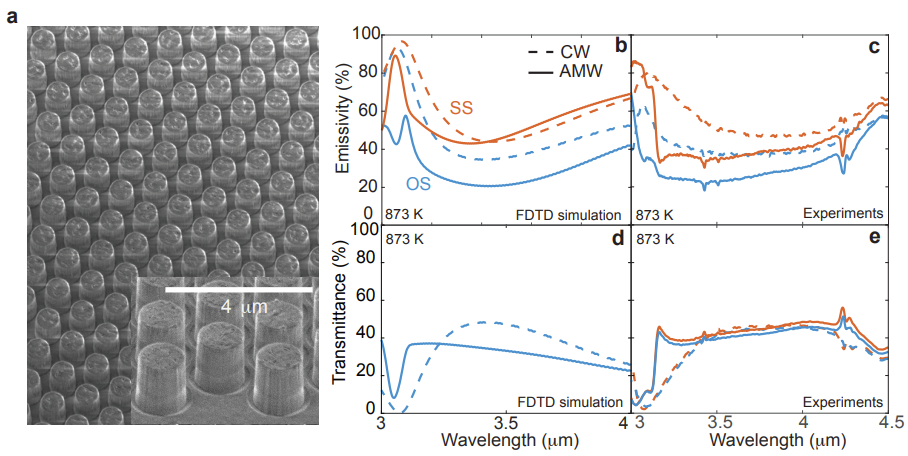 a
4 μm
b
c
100
80
60
40
20
0
Emissivity (%)
CW
AMW
SS
OS
873 K
FDTD simulation
873 K
Experiments
d
e
100
80
60
40
20
0
Transmittance (%)
873 K
873 K
FDTD simulation
Experiments
3
3.5
4
3
3.5
4
4.5
Wavelength (μm)
Wavelength (μm)